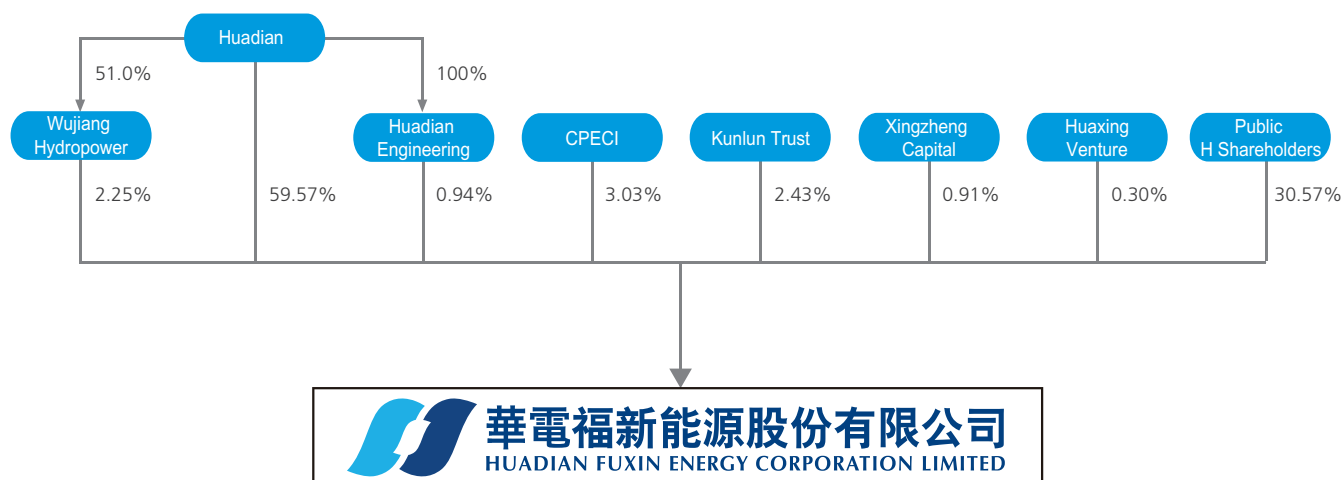 Huadian
51.0%
100%
Wujiang
Hydropower
Huadian
Engineering
CPECI
Kunlun Trust
Xingzheng
Capital
Huaxing
Venture
Public
H Shareholders
2.25%
59.57%
0.94%
3.03%
2.43%
0.91%
0.30%
30.57%
華電福新能源股份有限公司
HUADIAN FUXIN ENERGY CORPORATION LIMITED